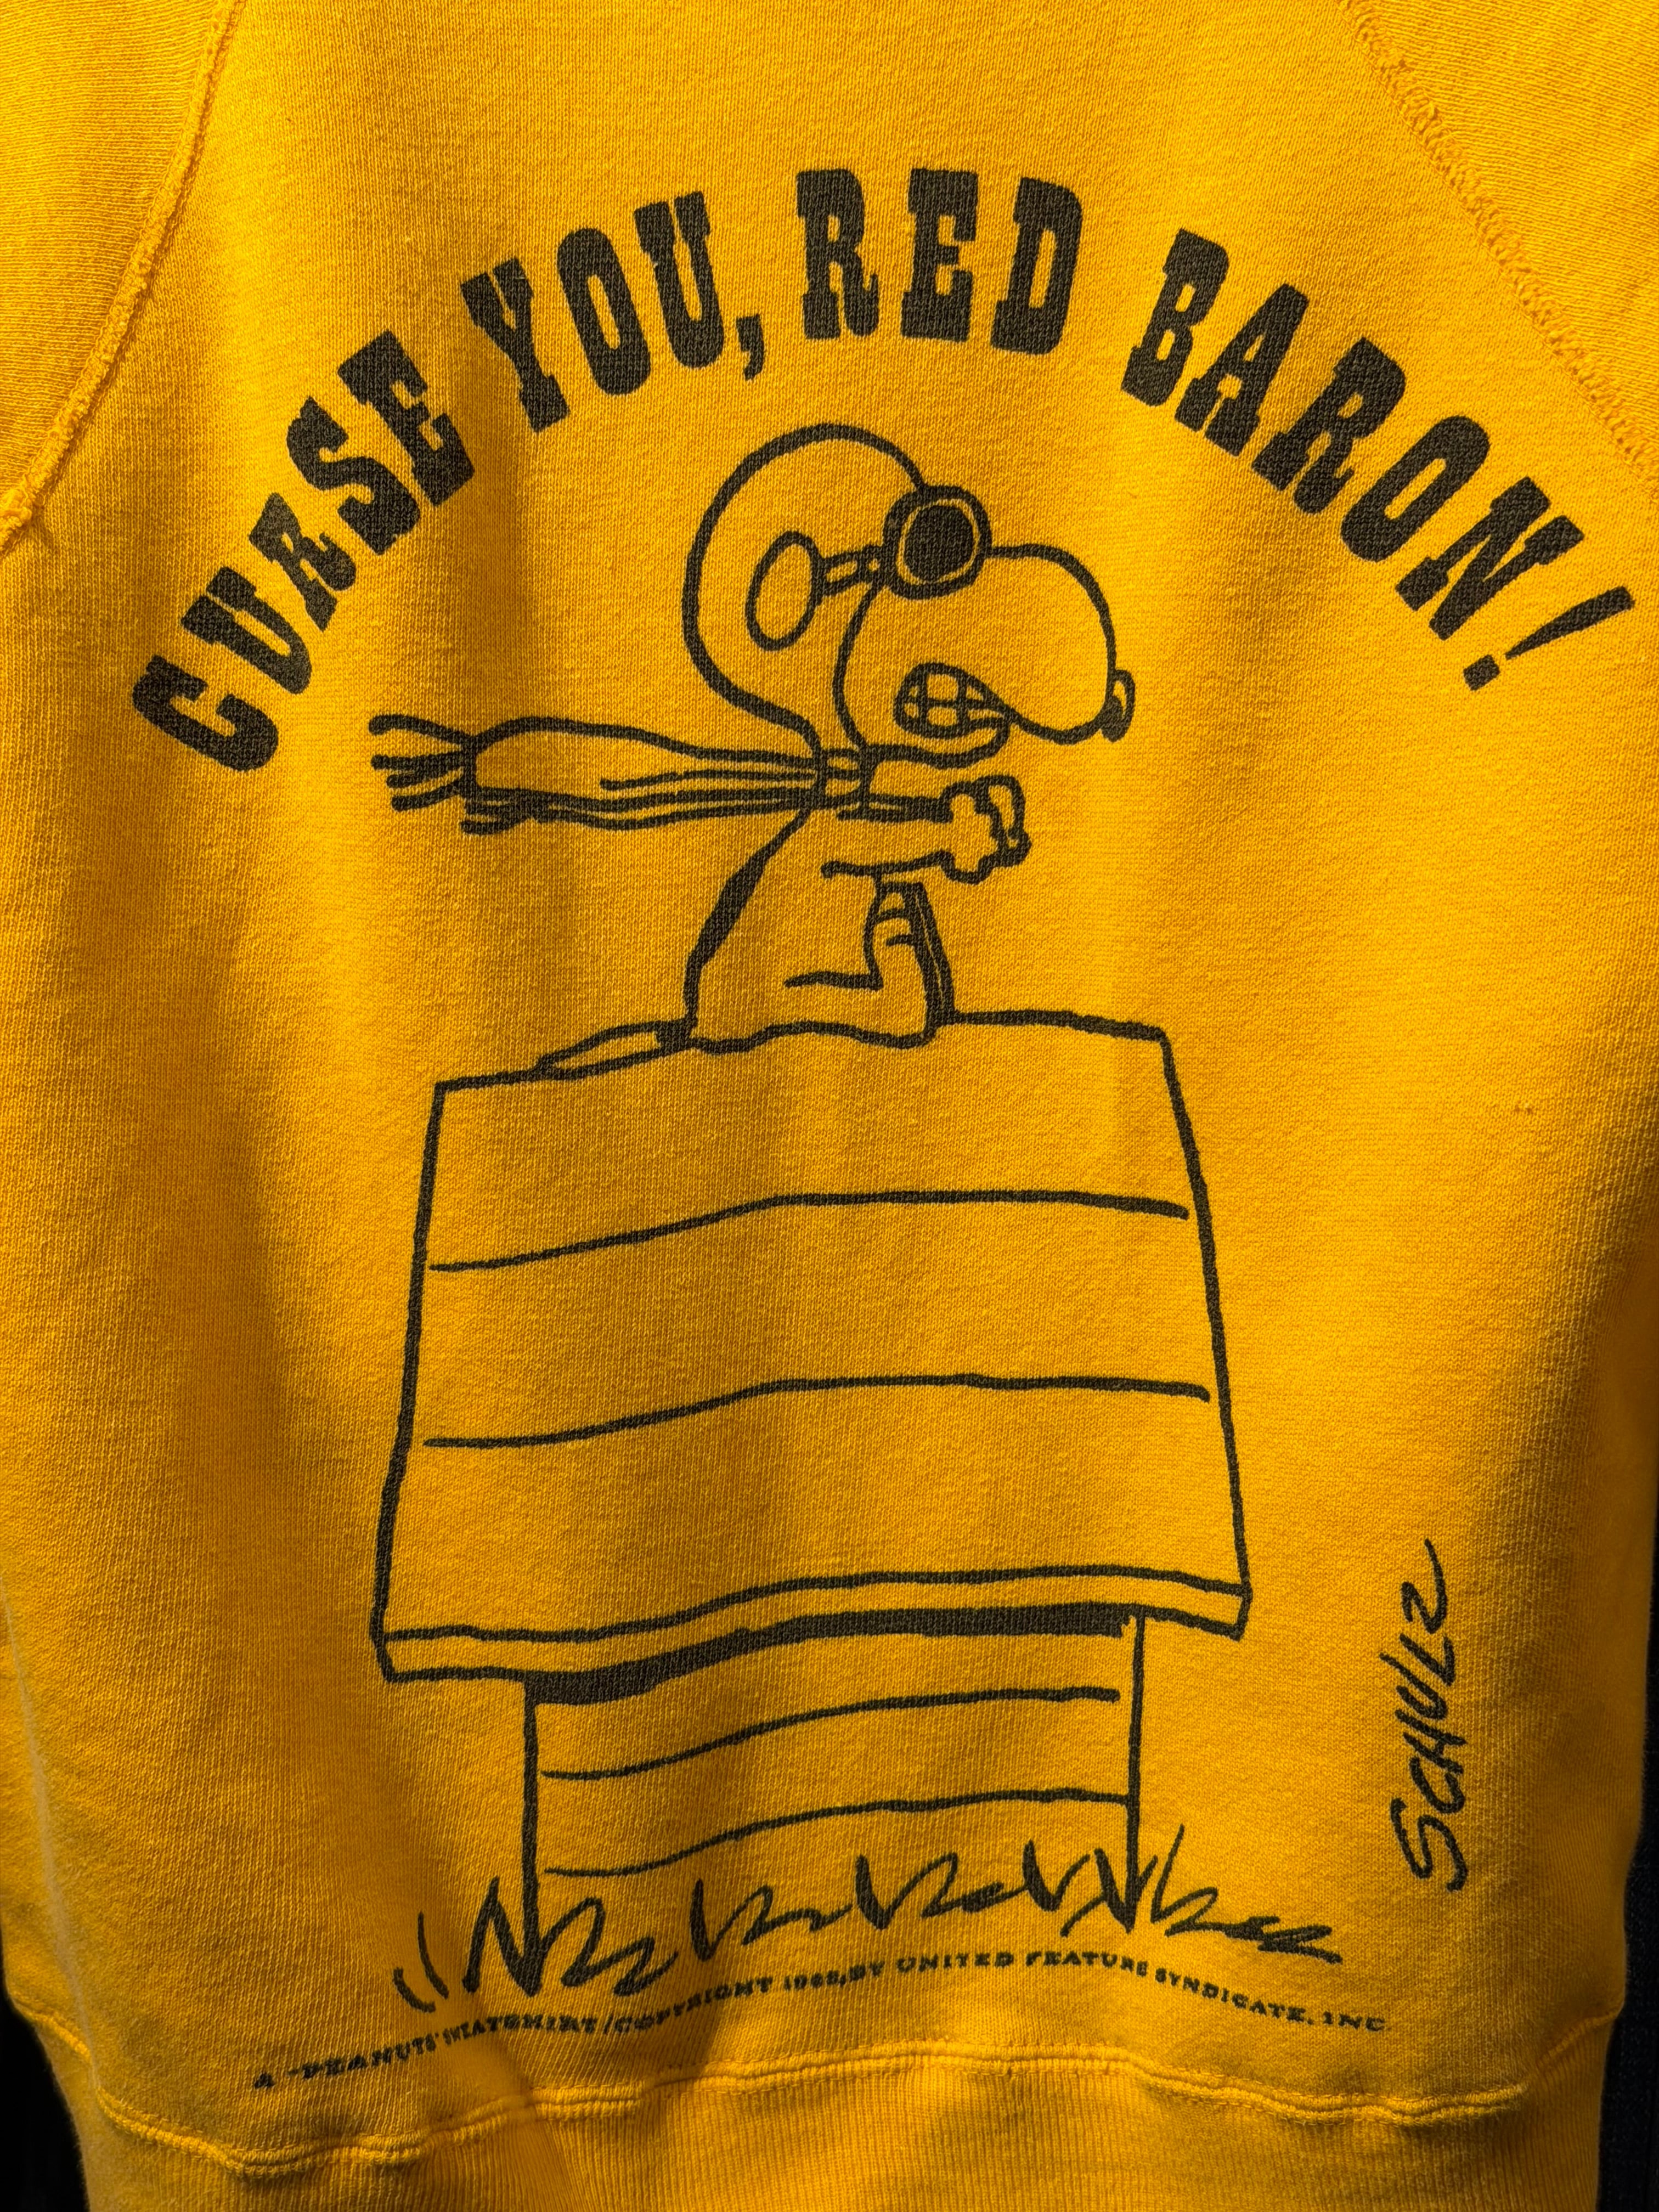 CURSE YOU, RED BARON!
SCHULZ
A "PEANUTS" SWEATSHIRT/COPYRIGHT 1965, BY UNITED FEATURE SYNDICATE, INC.